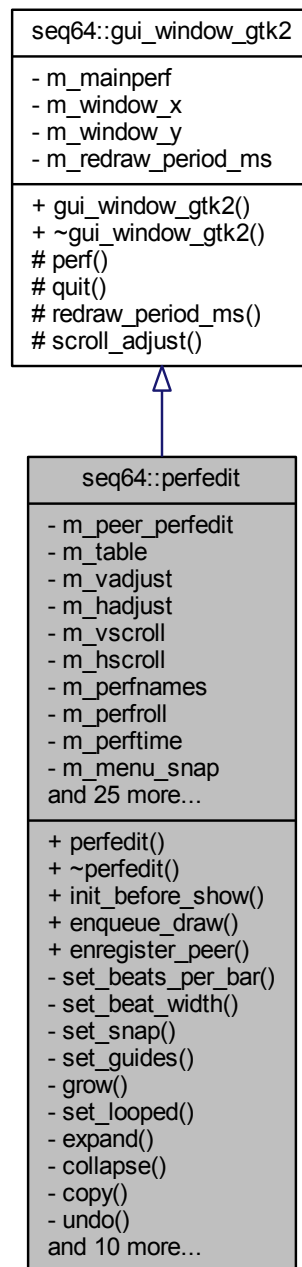 seq64::gui_window_gtk2
- m_mainperf
- m_window_x
- m_window_y
- m_redraw_period_ms
+ gui_window_gtk2()
+ ~gui_window_gtk2()
# perf()
# quit()
# redraw_period_ms()
# scroll_adjust()
seq64::perfedit
- m_peer_perfedit
- m_table
- m_vadjust
- m_hadjust
- m_vscroll
- m_hscroll
- m_perfnames
- m_perfroll
- m_perftime
- m_menu_snap
and 25 more...
+ perfedit()
+ ~perfedit()
+ init_before_show()
+ enqueue_draw()
+ enregister_peer()
- set_beats_per_bar()
- set_beat_width()
- set_snap()
- set_guides()
- grow()
- set_looped()
- expand()
- collapse()
- copy()
- undo()
and 10 more...